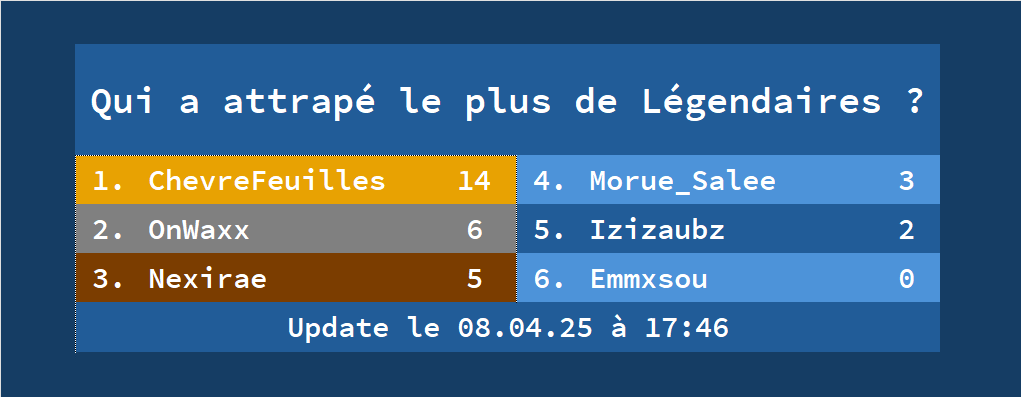 Qui a attrapé le plus de Légendaires ?
1. ChevreFeuilles 14
2. OnWaxx 6
3. Nexirae 5
4. Morue_Salee 3
5. Izizaubz 2
6. Emmxsou 0
Update le 08.04.25 à 17:46